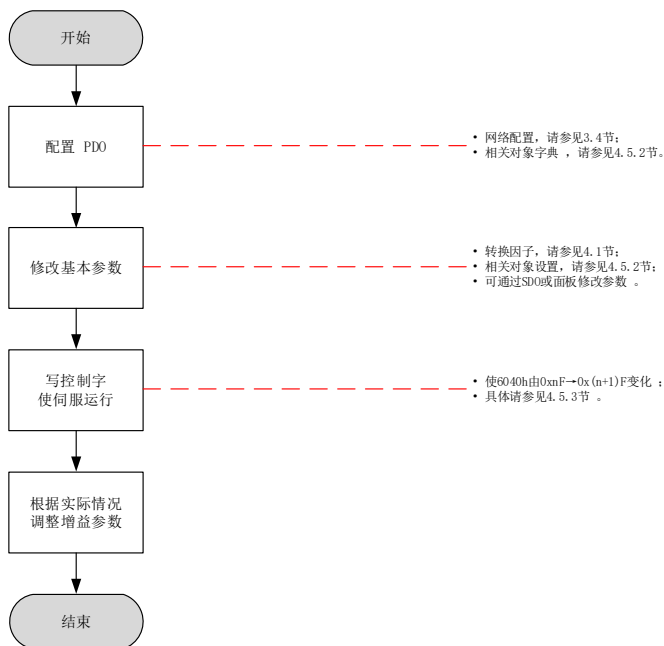 开始
配置 PDO
• 网络配置，请参见3.4节；
• 相关对象字典 ，请参见4.5.2节。
修改基本参数
• 转换因子，请参见4.1节；
• 相关对象设置，请参见4.5.2节；
• 可通过SDO或面板修改参数 。
写控制字
使伺服运行
• 使6040h由0xnF→0x(n+1)F变化 ；
• 具体请参见4.5.3节 。
根据实际情况
调整增益参数
结束